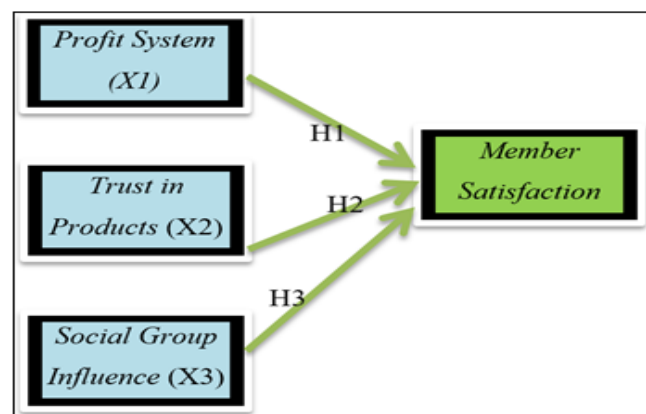 Profit System
(X1)
H1
Member
Satisfaction
Trust in
Products (X2)
H2
H3
Social Group
Influence (X3)